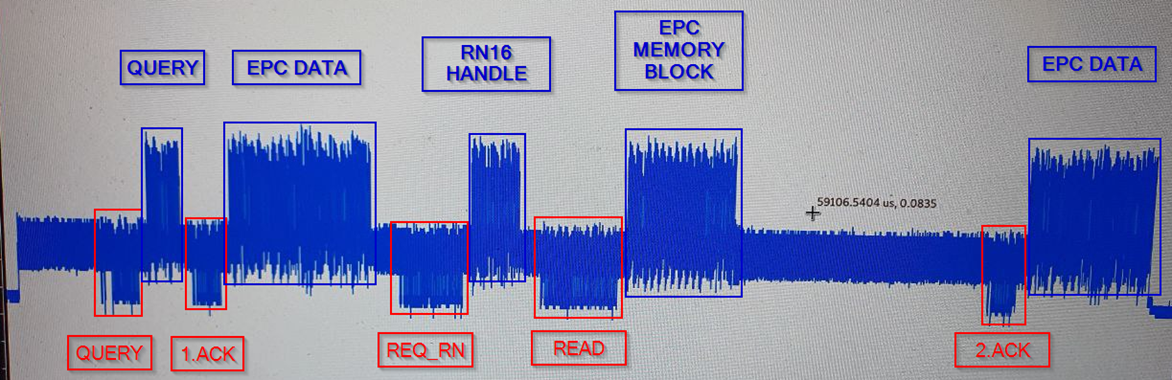 QUERY
EPC DATA
RN16
HANDLE
EPC
MEMORY
BLOCK
EPC DATA
59106.5404 us, 0.0835
QUERY
1.ACK
REQ_RN
READ
2.ACK